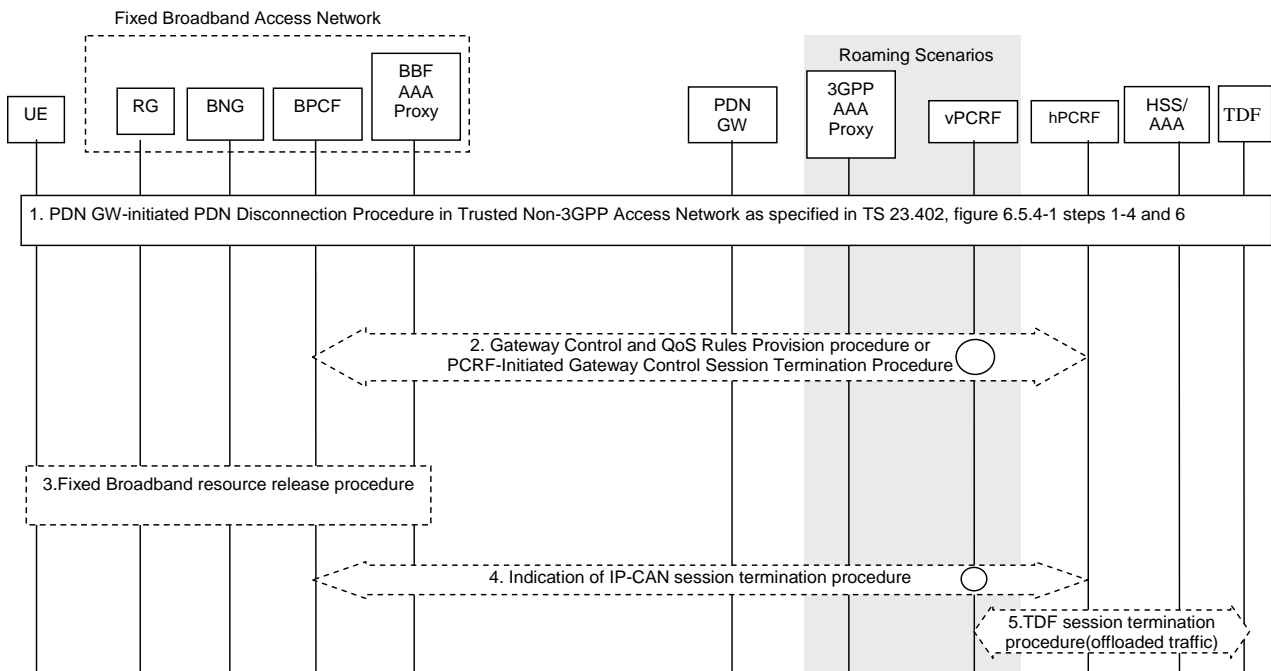 Fixed Broadband Access Network
Roaming Scenarios
UE
RG
BNG
BPCF
BBF
AAA
Proxy
PDN
GW
3GPP
AAA
Proxy
vPCRF
hPCRF
HSS/
AAA
TDF
1. PDN GW-initiated PDN Disconnection Procedure in Trusted Non-3GPP Access Network as specified in TS 23.402, figure 6.5.4-1 steps 1-4 and 6
2. Gateway Control and QoS Rules Provision procedure or
PCRF-Initiated Gateway Control Session Termination Procedure
3.Fixed Broadband resource release procedure
4. Indication of IP-CAN session termination procedure
5.TDF session termination
procedure(offloaded traffic)